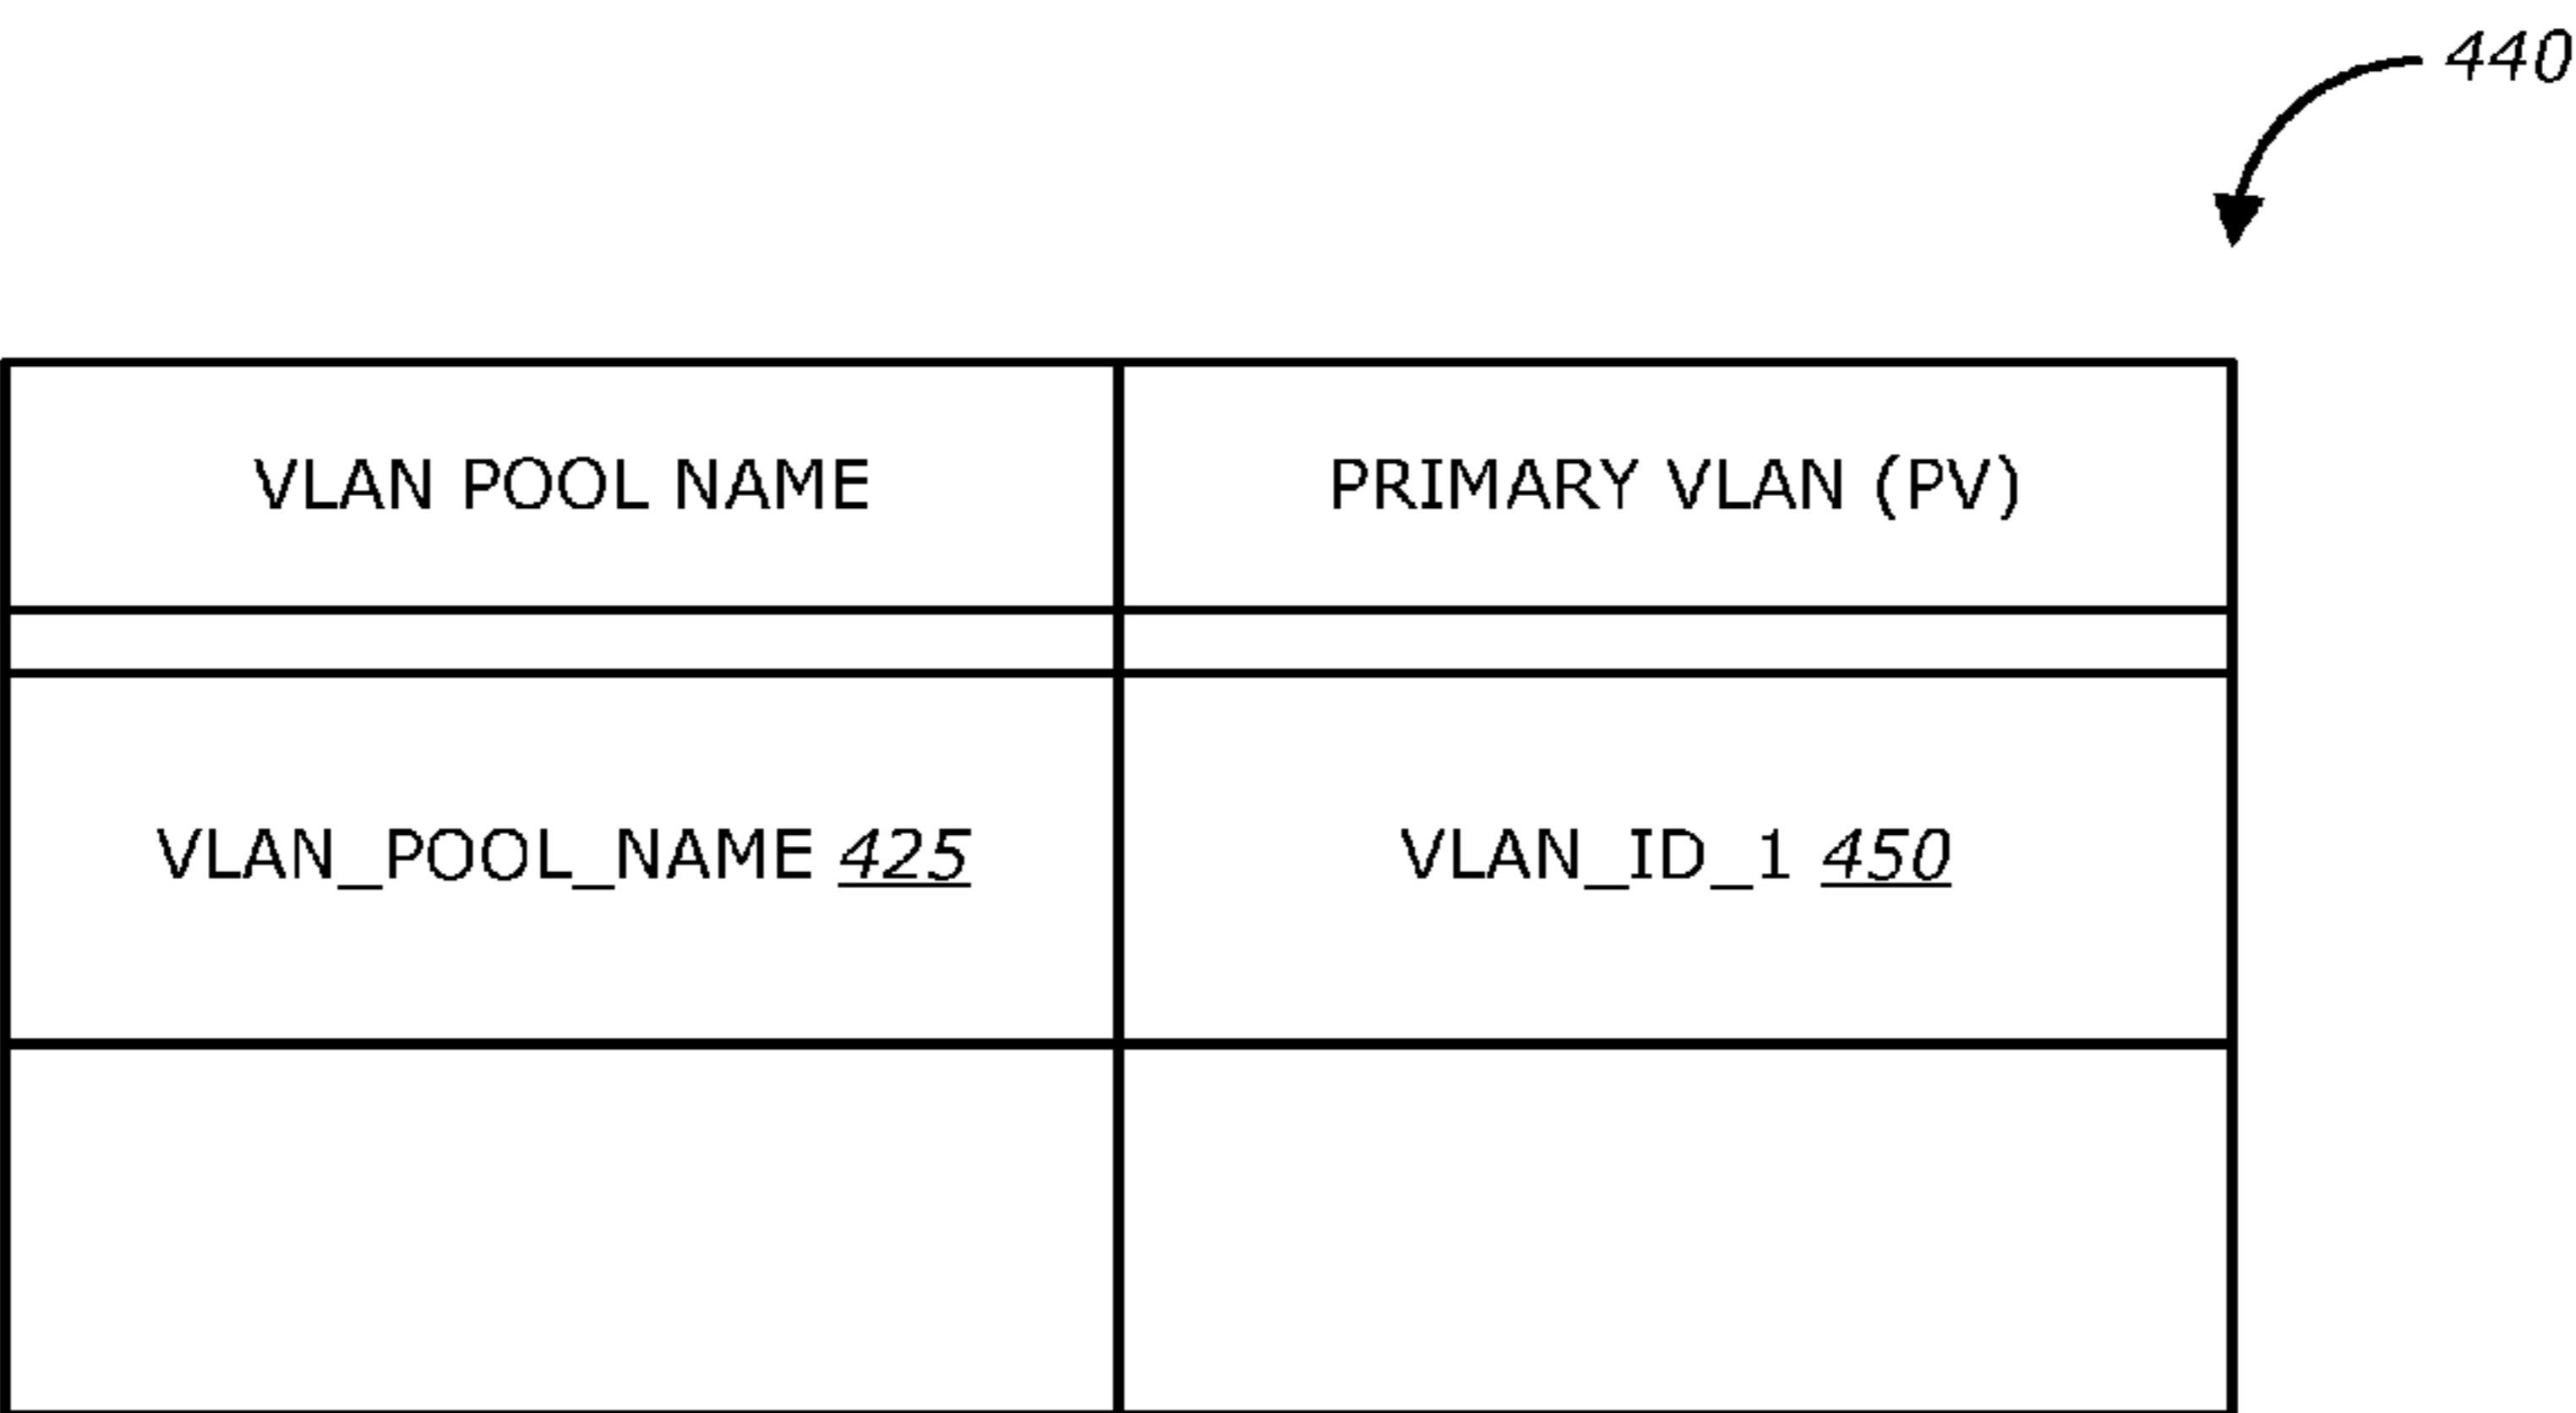 440
VLAN POOL NAME
PRIMARY VLAN (PV)
VLAN_POOL_NAME 425
VLAN_ID_1 450